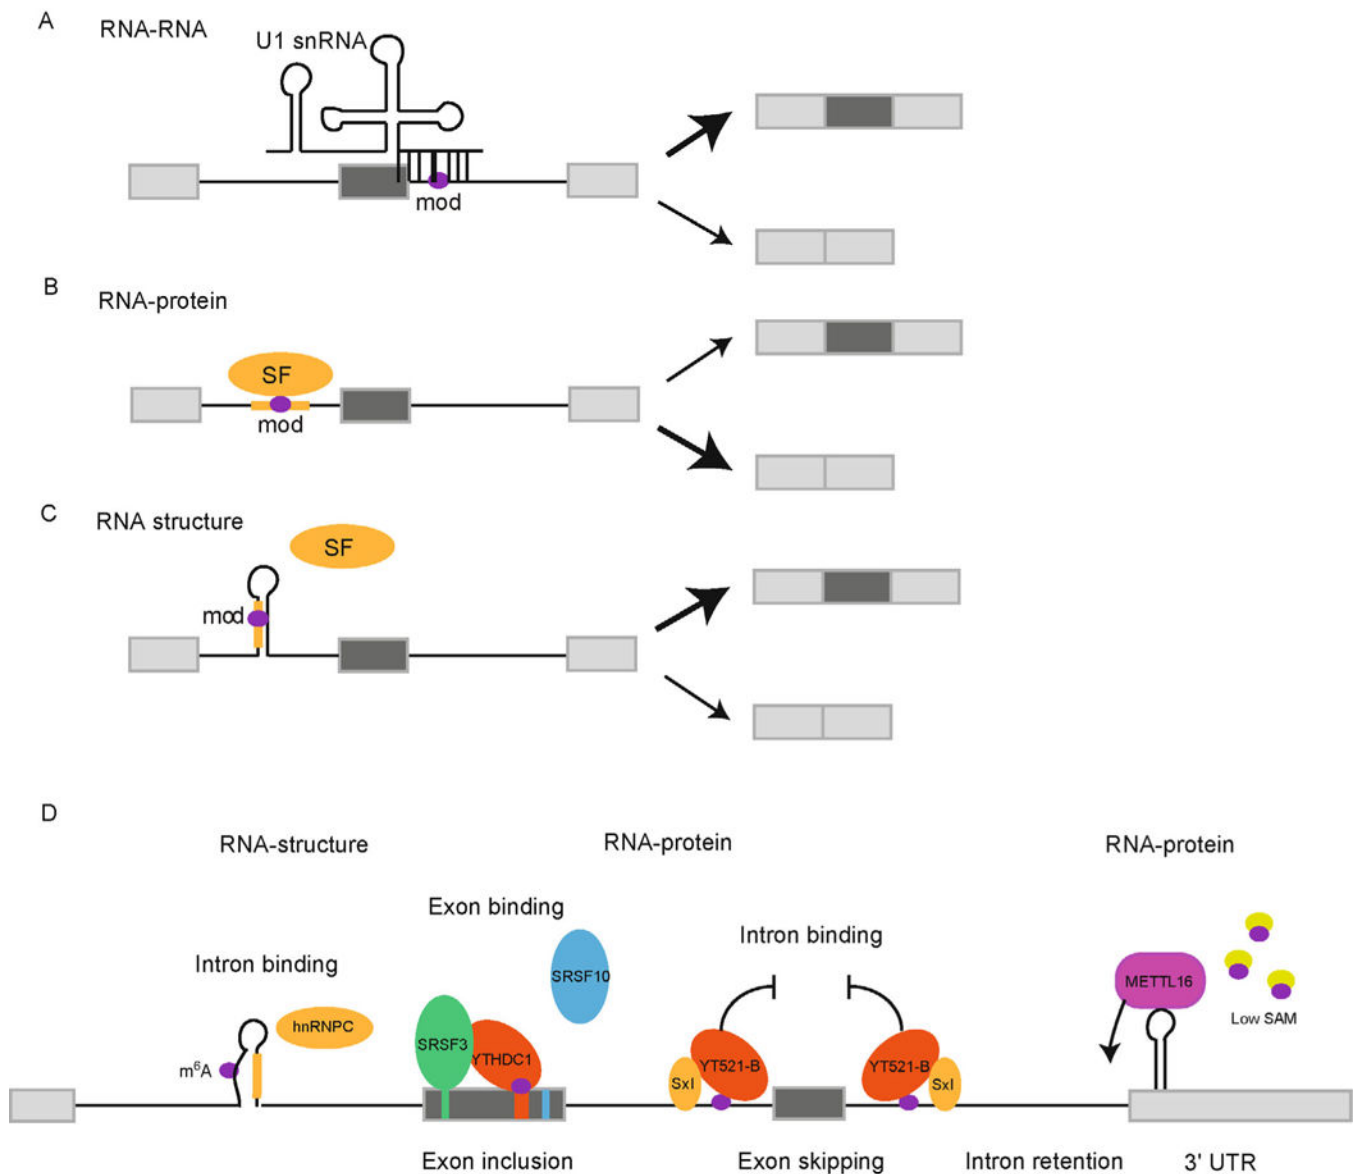 A
RNA-RNA
U1 snRNA
mod
B
RNA-protein
SF
mod
C
RNA structure
SF
mod
D
RNA-structure
RNA-protein
RNA-protein
Exon binding
Intron binding
Intron binding
SRSF10
METTL16
Low SAM
hnRNPC
SRSF3
YTHDC1
m⁶A
YT521-B
YT521-B
Sxl
Sxl
Exon inclusion
Exon skipping
Intron retention
3' UTR